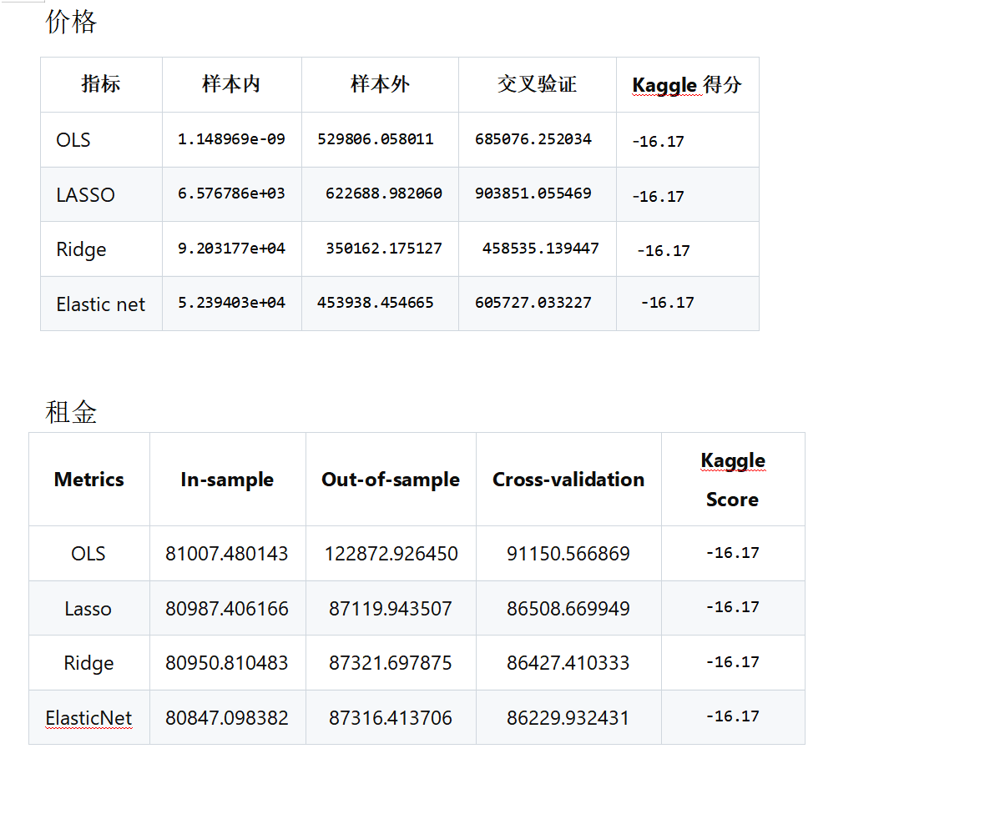 价格
指标 样本内 样本外 交叉验证 Kaggle 得分
OLS 1.148969e-09 529806.058011 685076.252034 -16.17
LASSO 6.576786e+03 622688.982060 903851.055469 -16.17
Ridge 9.203177e+04 350162.175127 458535.139447 -16.17
Elastic net 5.239403e+04 453938.454665 605727.033227 -16.17
租金
Metrics In-sample Out-of-sample Cross-validation Kaggle
Score
OLS 81007.480143 122872.926450 91150.566869 -16.17
Lasso 80987.406166 87119.943507 86508.669949 -16.17
Ridge 80950.810483 87321.697875 86427.410333 -16.17
ElasticNet 80847.098382 87316.413706 86229.932431 -16.17